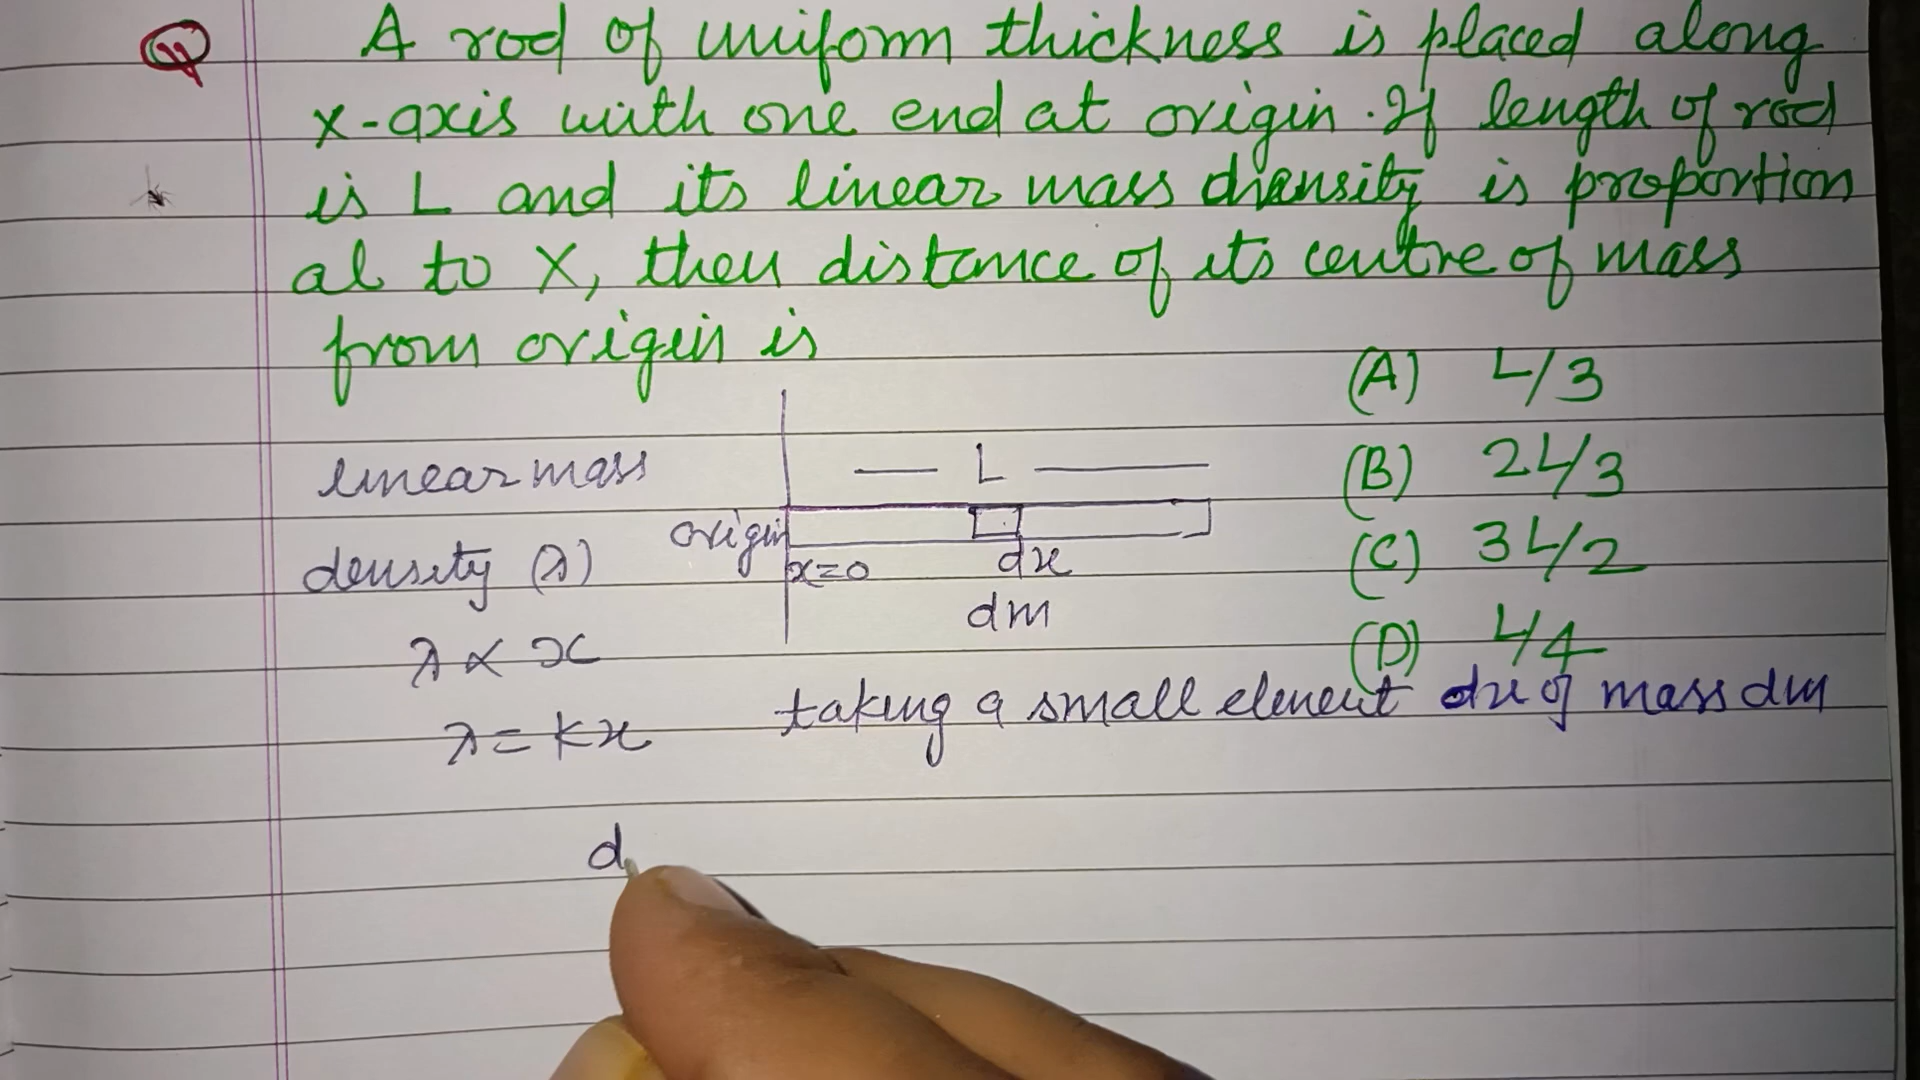 Q A rod of uniform thickness is placed along
x-axis with one end at origin. If length of rod
is L and its linear mass density is proportion
al to x, then distance of its centre of mass
from origin is
(A) L/3
(B) 2L/3
(C) 3L/2
(D) L/4
linear mass
density (λ)
λ ∝ x
λ = kx
L
origin
x=0
dx
dm
taking a small element dx of mass dm
d